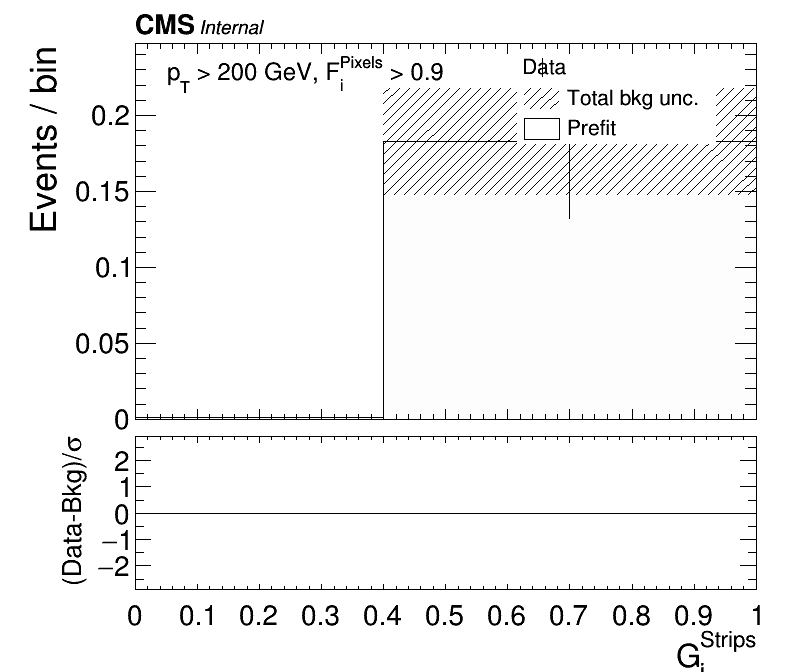 CMS Internal
p_T > 200 GeV, F_i^Pixels > 0.9
Data
Total bkg unc.
Prefit
Events / bin
0.2
0.15
0.1
0.05
0
(Data-Bkg)/σ
2
1
0
−1
−2
0 0.1 0.2 0.3 0.4 0.5 0.6 0.7 0.8 0.9 1
G_i^Strips